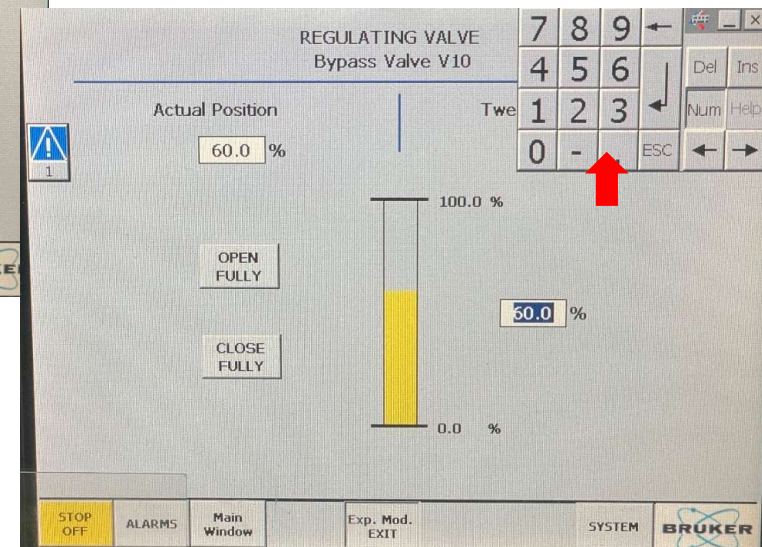 REGULATING VALVE
Bypass Valve V10
Actual Position
Twe
60.0 %
1
7 8 9
4 5 6
1 2 3
0 - . ESC
Del Ins
Num Help
OPEN
FULLY
CLOSE
FULLY
100.0 %
60.0 %
0.0 %
STOP
OFF
ALARMS
Main
Window
Exp. Mod.
EXIT
SYSTEM
BRUKER